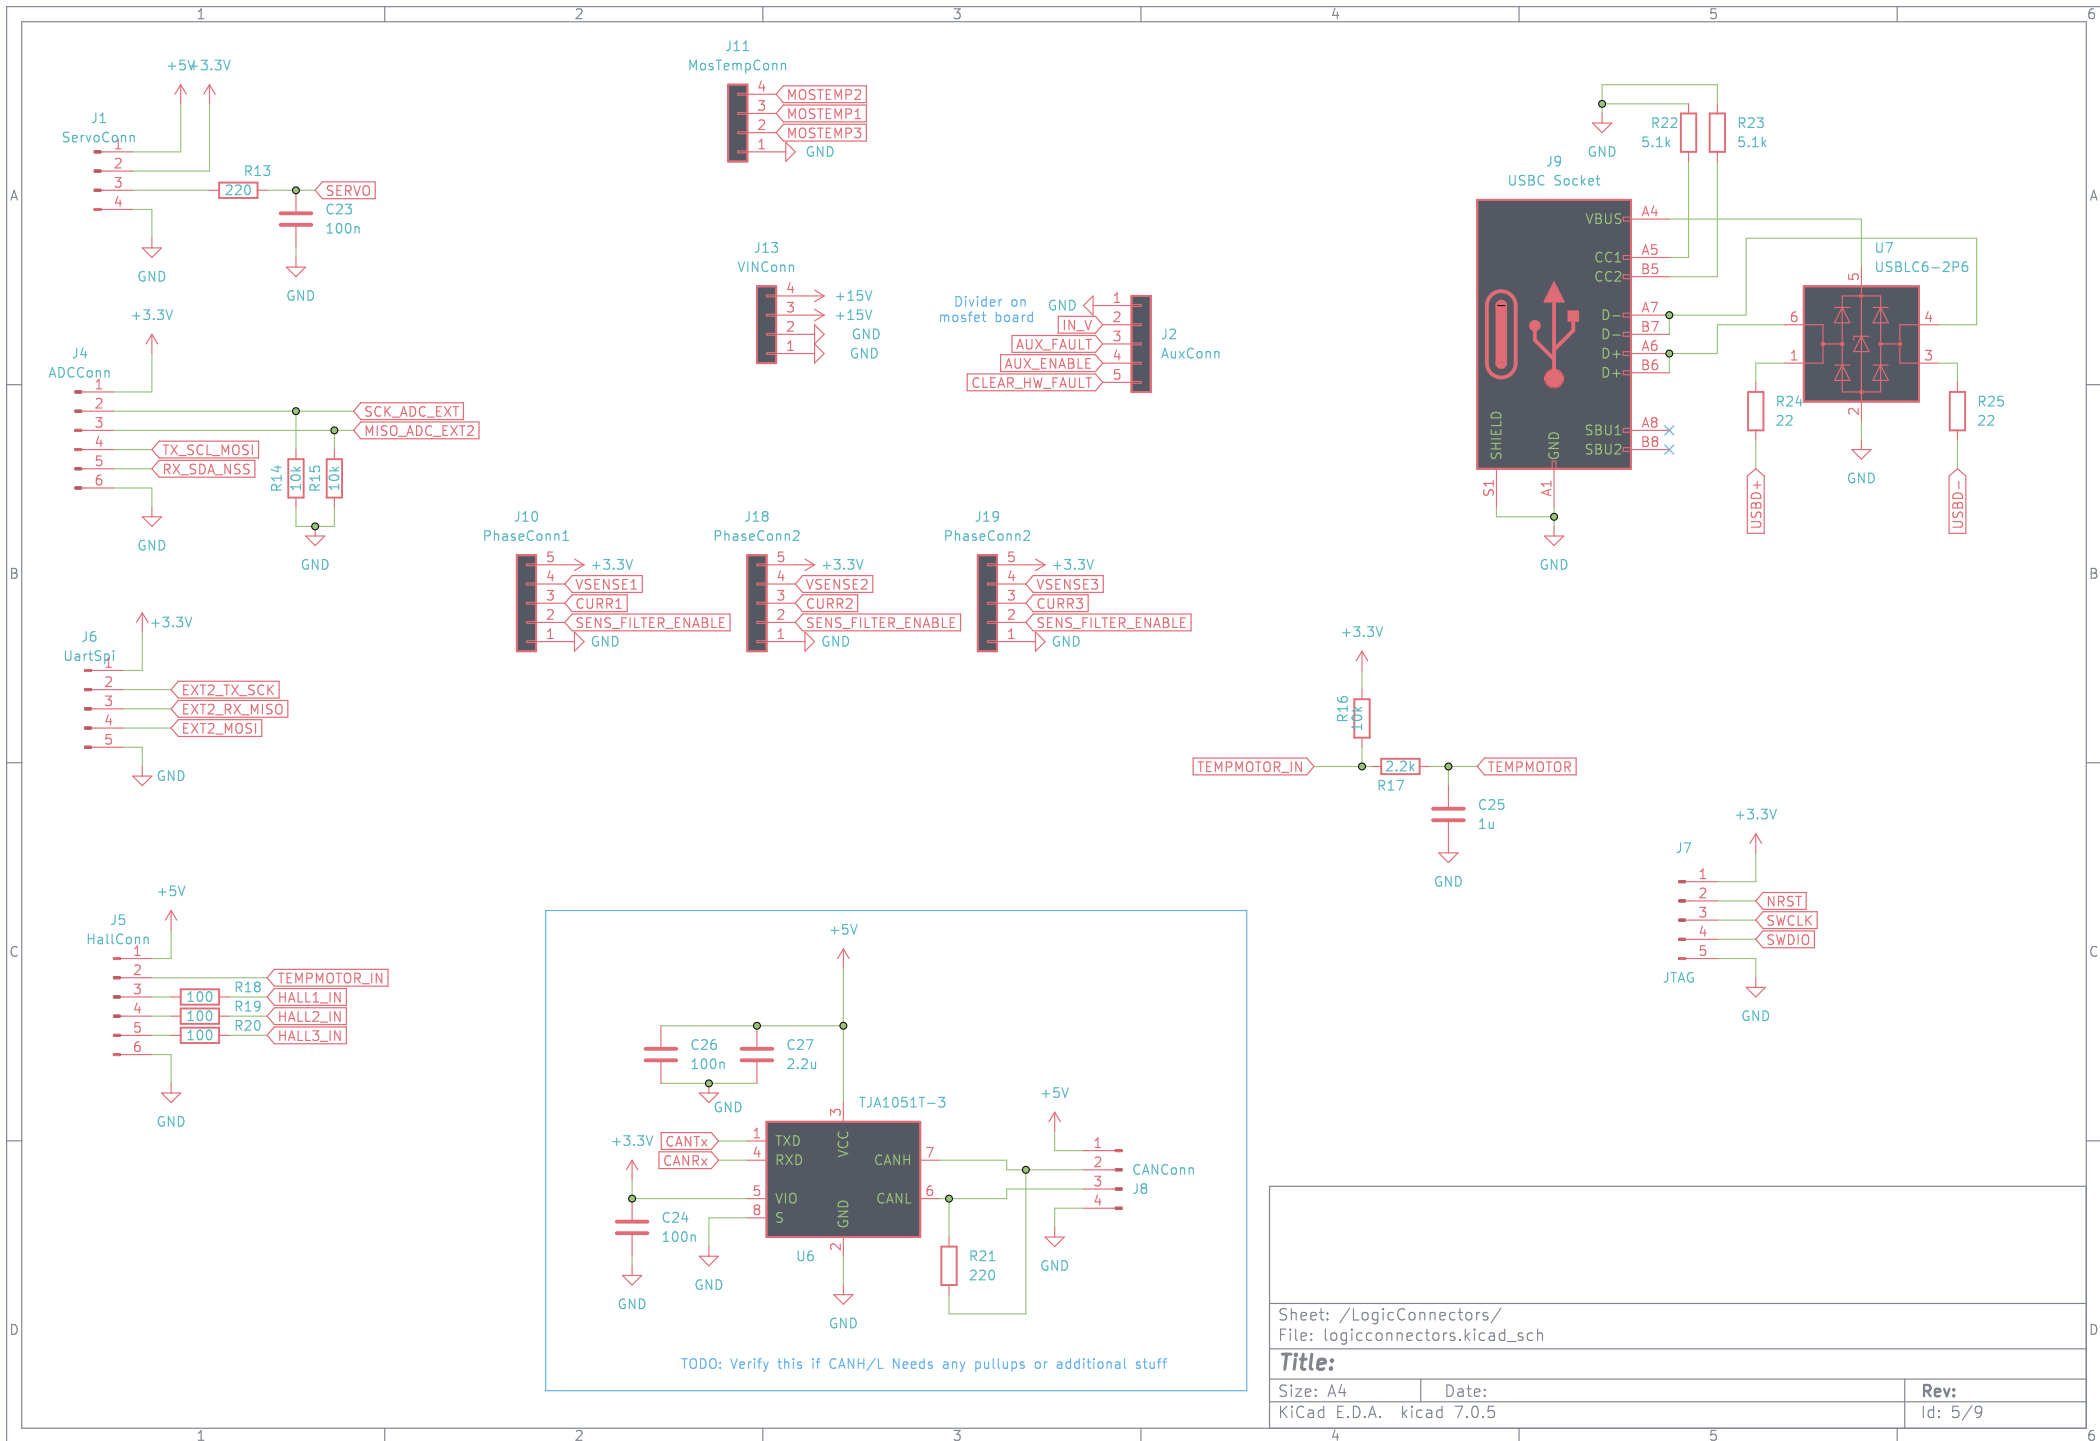 1 2 3 4 5 6
A
B
C
D
A
B
C
D
1 2 3 4 5 6
+5V
+3.3V
J1
ServoConn
1
2
3
4
R13
220
SERVO
C23
100n
GND
GND
+3.3V
J4
ADCConn
1
2
3
4
5
6
SCK_ADC_EXT
MISO_ADC_EXT2
TX_SCL_MOSI
RX_SDA_NSS
R14
10k
R15
10k
GND
GND
+3.3V
J6
UartSpi
1
2
3
4
5
EXT2_TX_SCK
EXT2_RX_MISO
EXT2_MOSI
GND
+5V
J5
HallConn
1
2
3
4
5
6
TEMPMOTOR_IN
R18
100
HALL1_IN
R19
100
HALL2_IN
R20
100
HALL3_IN
GND
J11
MosTempConn
4
MOSTEMP2
3
MOSTEMP1
2
MOSTEMP3
1
GND
J13
VINConn
4
+15V
3
+15V
2
GND
1
GND
Divider on
mosfet board
GND
1
IN_V
2
AUX_FAULT
3
AUX_ENABLE
4
CLEAR_HW_FAULT
5
J2
AuxConn
J10
PhaseConn1
5
+3.3V
4
VSENSE1
3
CURR1
2
SENS_FILTER_ENABLE
1
GND
J18
PhaseConn2
5
+3.3V
4
VSENSE2
3
CURR2
2
SENS_FILTER_ENABLE
1
GND
J19
PhaseConn2
5
+3.3V
4
VSENSE3
3
CURR3
2
SENS_FILTER_ENABLE
1
GND
GND
R22
5.1k
R23
5.1k
J9
USBC Socket
VBUS A4
CC1 A5
CC2 B5
D- A7
D- B7
D+ A6
D+ B6
SBU1 A8
SBU2 B8
SHIELD
GND
S1
A1
GND
U7
USBLC6-2P6
5
6
4
1
3
2
R24
22
R25
22
GND
USBD+
USBD-
+3.3V
R16
10k
TEMPMOTOR_IN
2.2k
R17
TEMPMOTOR
C25
1u
GND
+3.3V
J7
1
2
NRST
3
SWCLK
4
SWDIO
5
JTAG
GND
+5V
C26
100n
C27
2.2u
GND
TJA1051T-3
3
VCC
+3.3V
CANTx
1
TXD
CANRx
4
RXD
5
VIO
8
S
CANH
7
CANL
6
GND
2
U6
C24
100n
GND
GND
GND
R21
220
+5V
1
2
3
4
CANConn
J8
GND
TODO: Verify this if CANH/L Needs any pullups or additional stuff
Sheet: /LogicConnectors/
File: logicconnectors.kicad_sch
Title:
Size: A4
Date:
Rev:
KiCad E.D.A. kicad 7.0.5
Id: 5/9